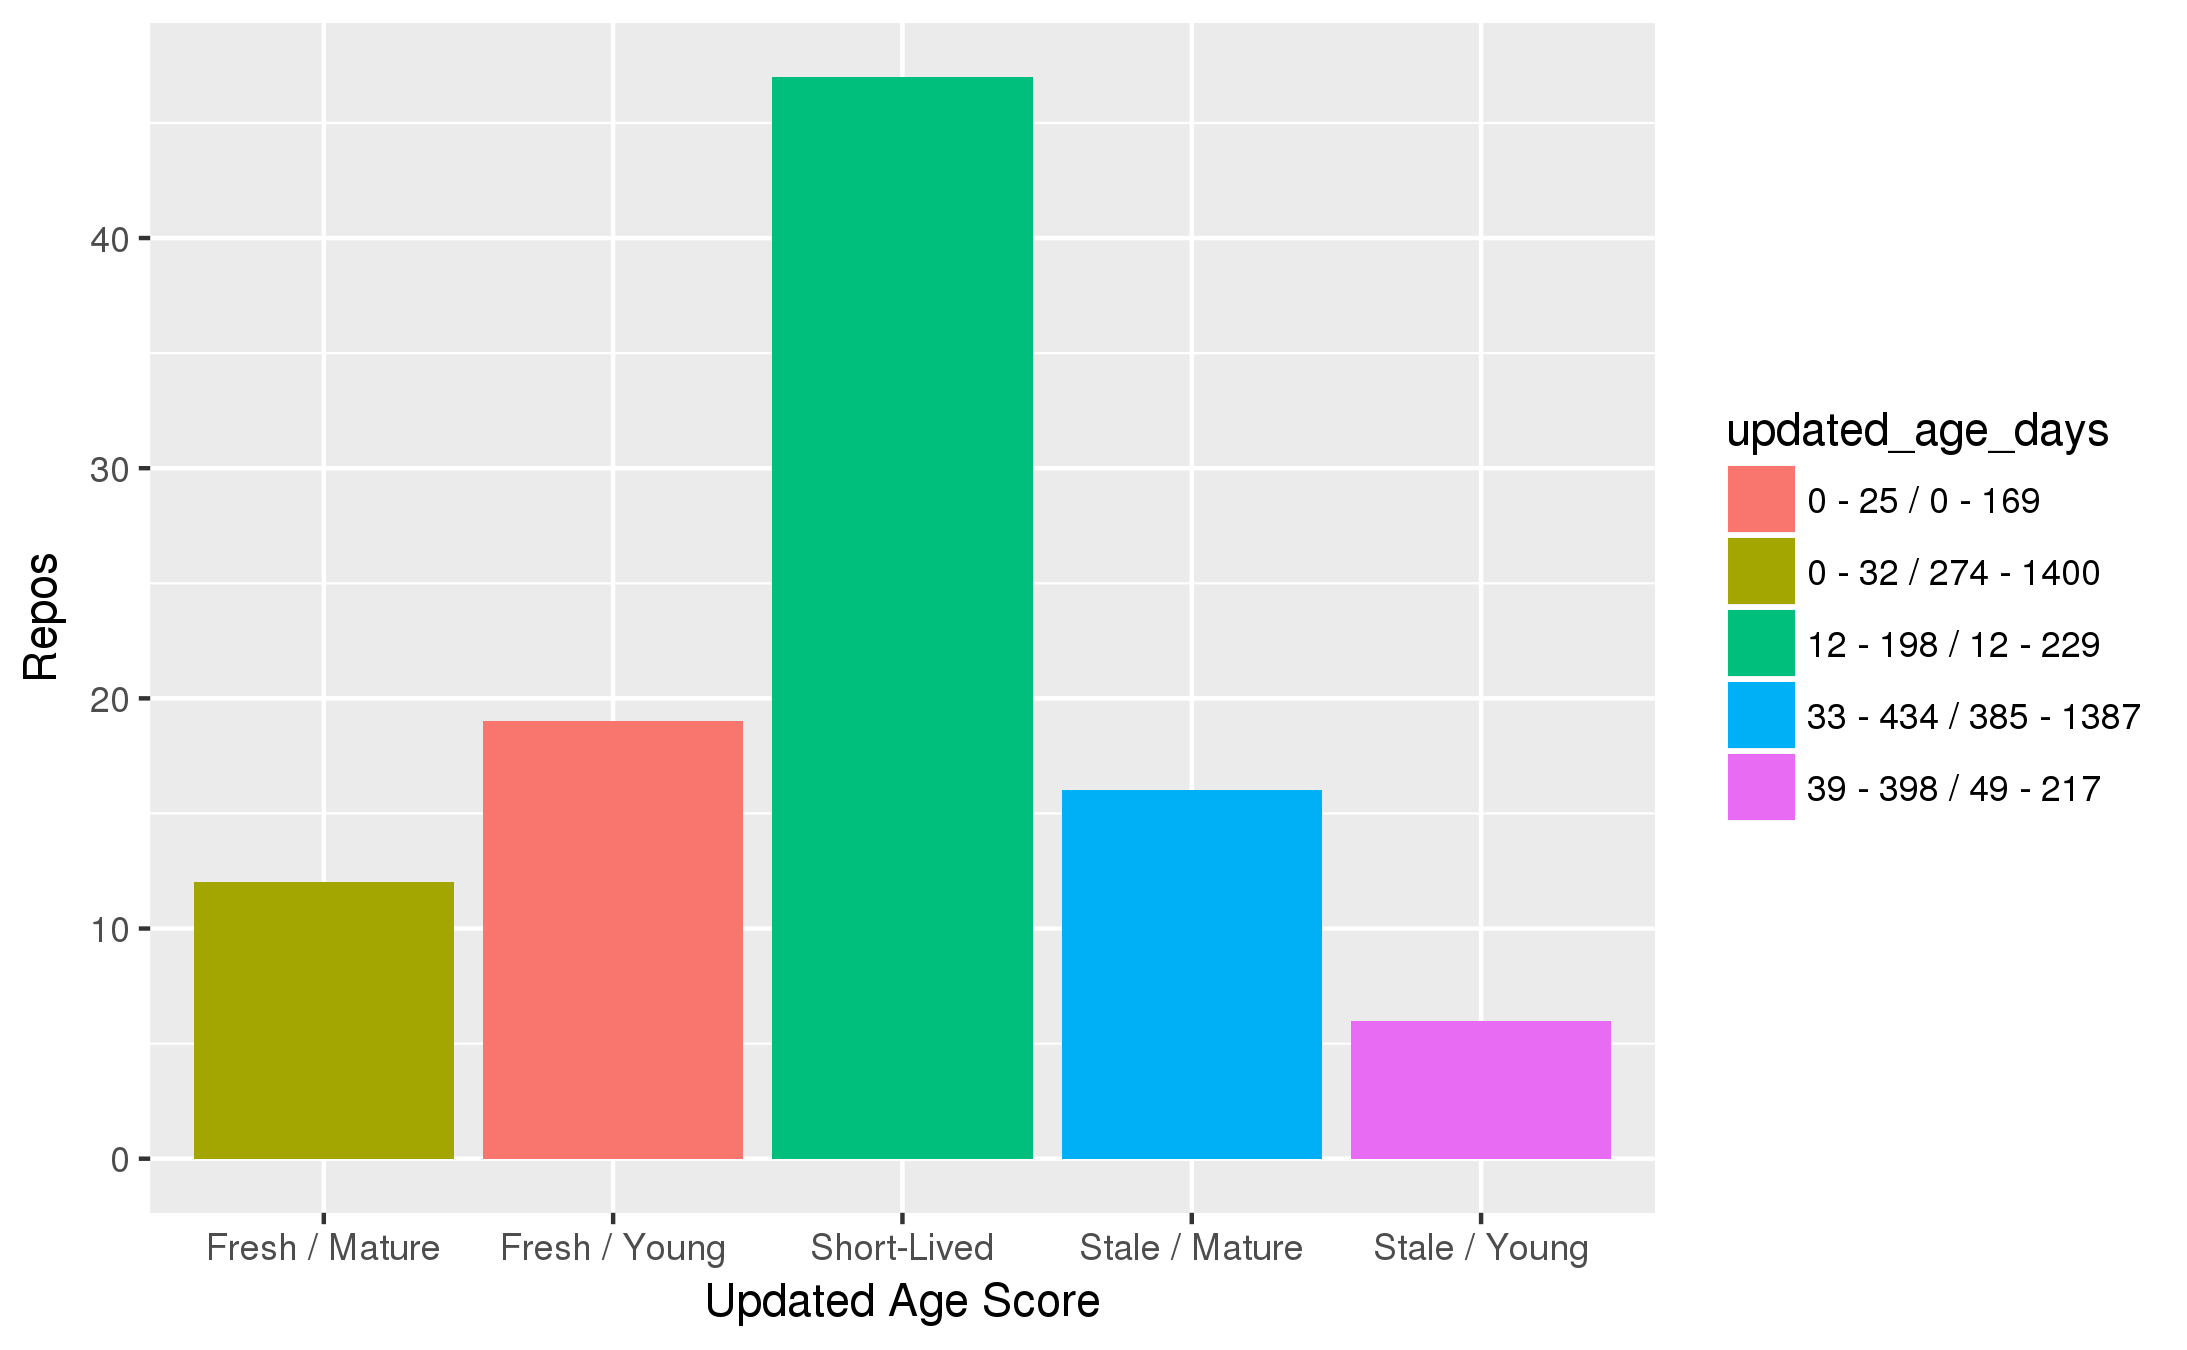 40
30
20
10
0
Repos
Fresh / Mature
Fresh / Young
Short-Lived
Stale / Mature
Stale / Young
Updated Age Score
updated_age_days
0 - 25 / 0 - 169
0 - 32 / 274 - 1400
12 - 198 / 12 - 229
33 - 434 / 385 - 1387
39 - 398 / 49 - 217